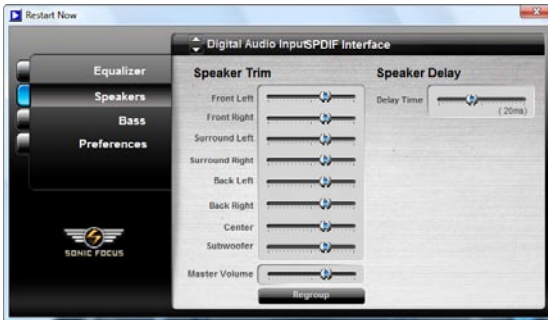 Restart Now
Digital Audio InputSPDIF Interface
Equalizer
Speakers
Bass
Preferences
SONIC FOCUS
Speaker Trim
Front Left
Front Right
Surround Left
Surround Right
Back Left
Back Right
Center
Subwoofer
Master Volume
Regroup
Speaker Delay
Delay Time
( 20ms)